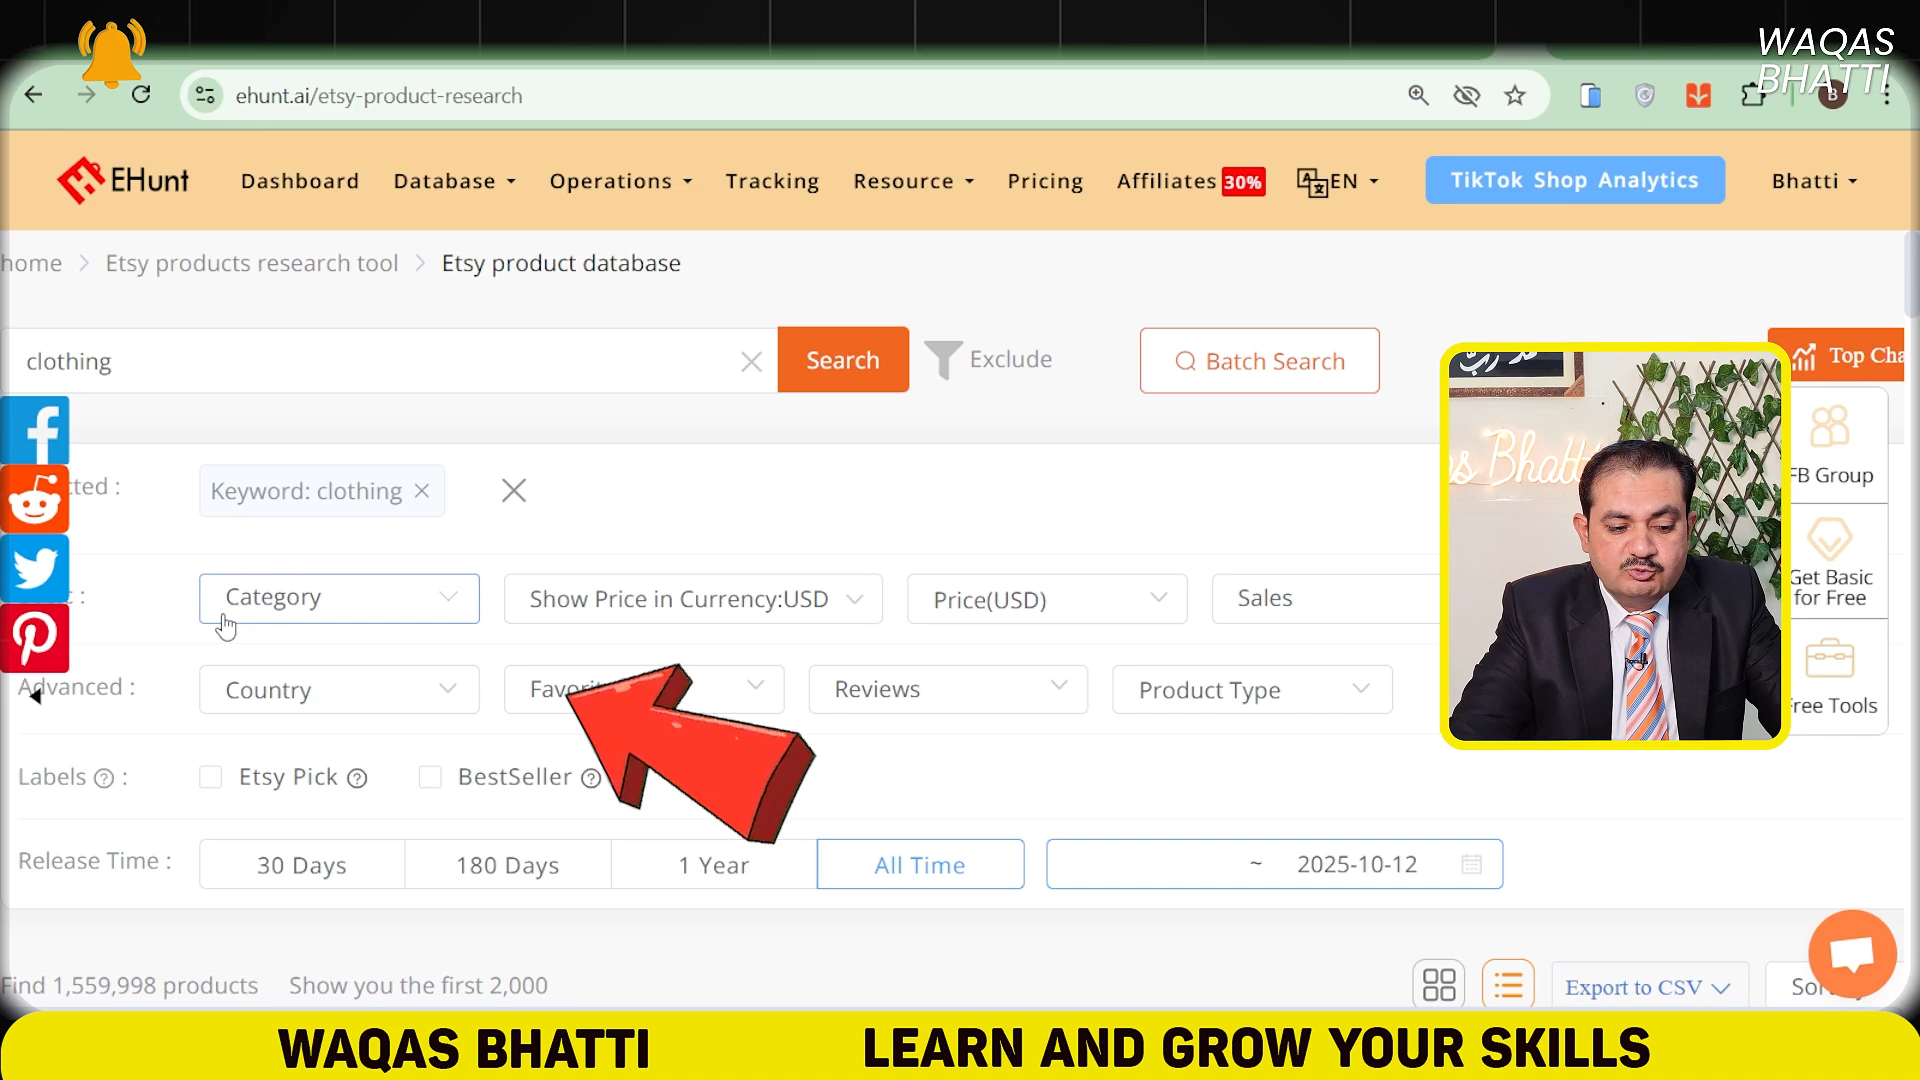 WAQAS
BHATTI
ehunt.ai/etsy-product-research
B
EHunt
Dashboard
Database
Operations
Tracking
Resource
Pricing
Affiliates 30%
EN
TikTok Shop Analytics
Bhatti
home > Etsy products research tool > Etsy product database
clothing
Search
Exclude
Batch Search
Top Cha
cted :
Keyword: clothing
FB Group
Category
Show Price in Currency:USD
Price(USD)
Sales
Get Basic
for Free
Advanced :
Country
Favorit
Reviews
Product Type
Free Tools
Labels :
Etsy Pick
BestSeller
Release Time :
30 Days
180 Days
1 Year
All Time
~ 2025-10-12
Find 1,559,998 products
Show you the first 2,000
Export to CSV
WAQAS BHATTI
LEARN AND GROW YOUR SKILLS